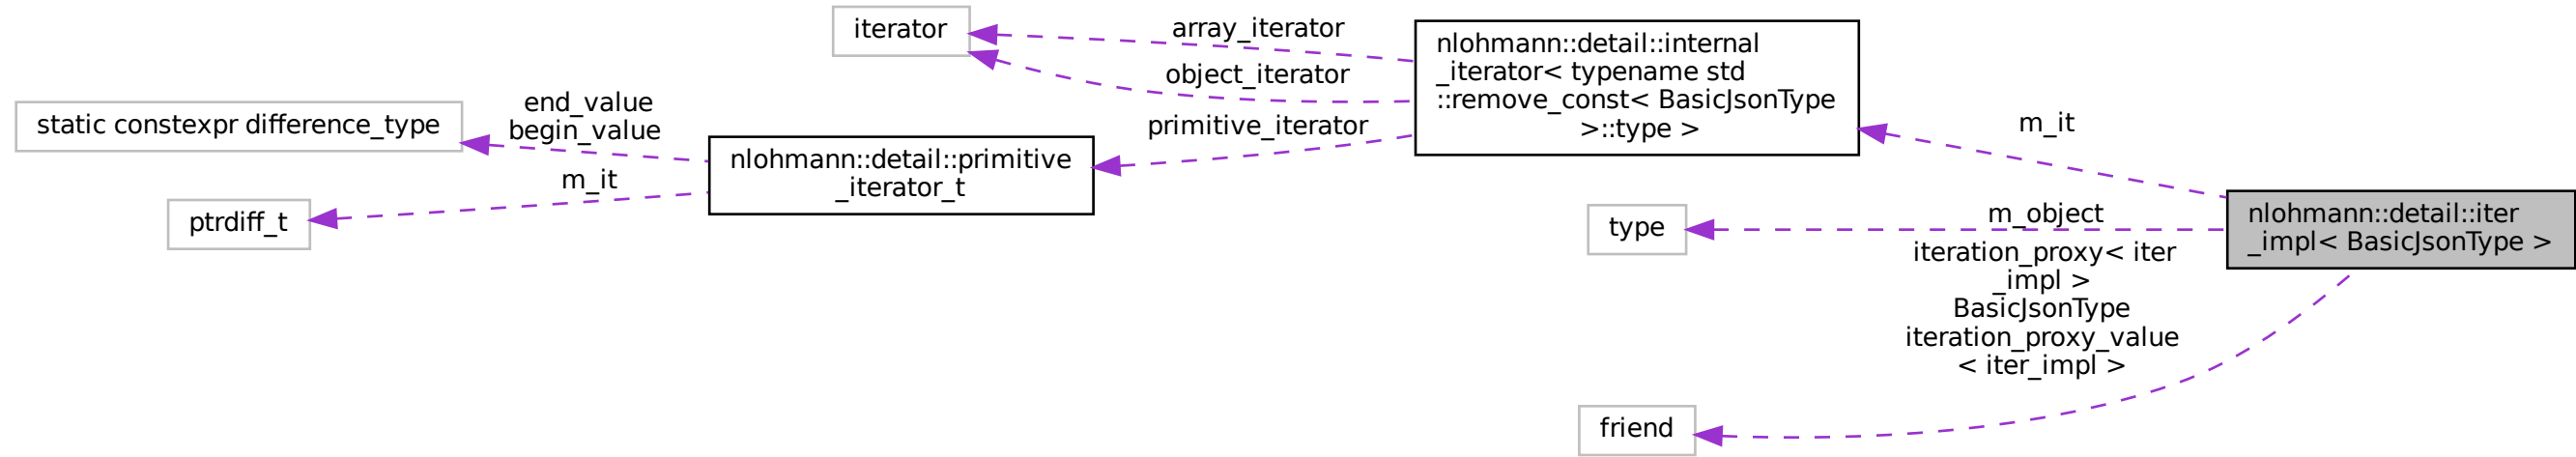 iterator
array_iterator
object_iterator
primitive_iterator
nlohmann::detail::internal
_iterator< typename std
::remove_const< BasicJsonType
>::type >
static constexpr difference_type
end_value
begin_value
nlohmann::detail::primitive
_iterator_t
m_it
ptrdiff_t
m_it
type
m_object
nlohmann::detail::iter
_impl< BasicJsonType >
iteration_proxy< iter
_impl >
BasicJsonType
iteration_proxy_value
< iter_impl >
friend